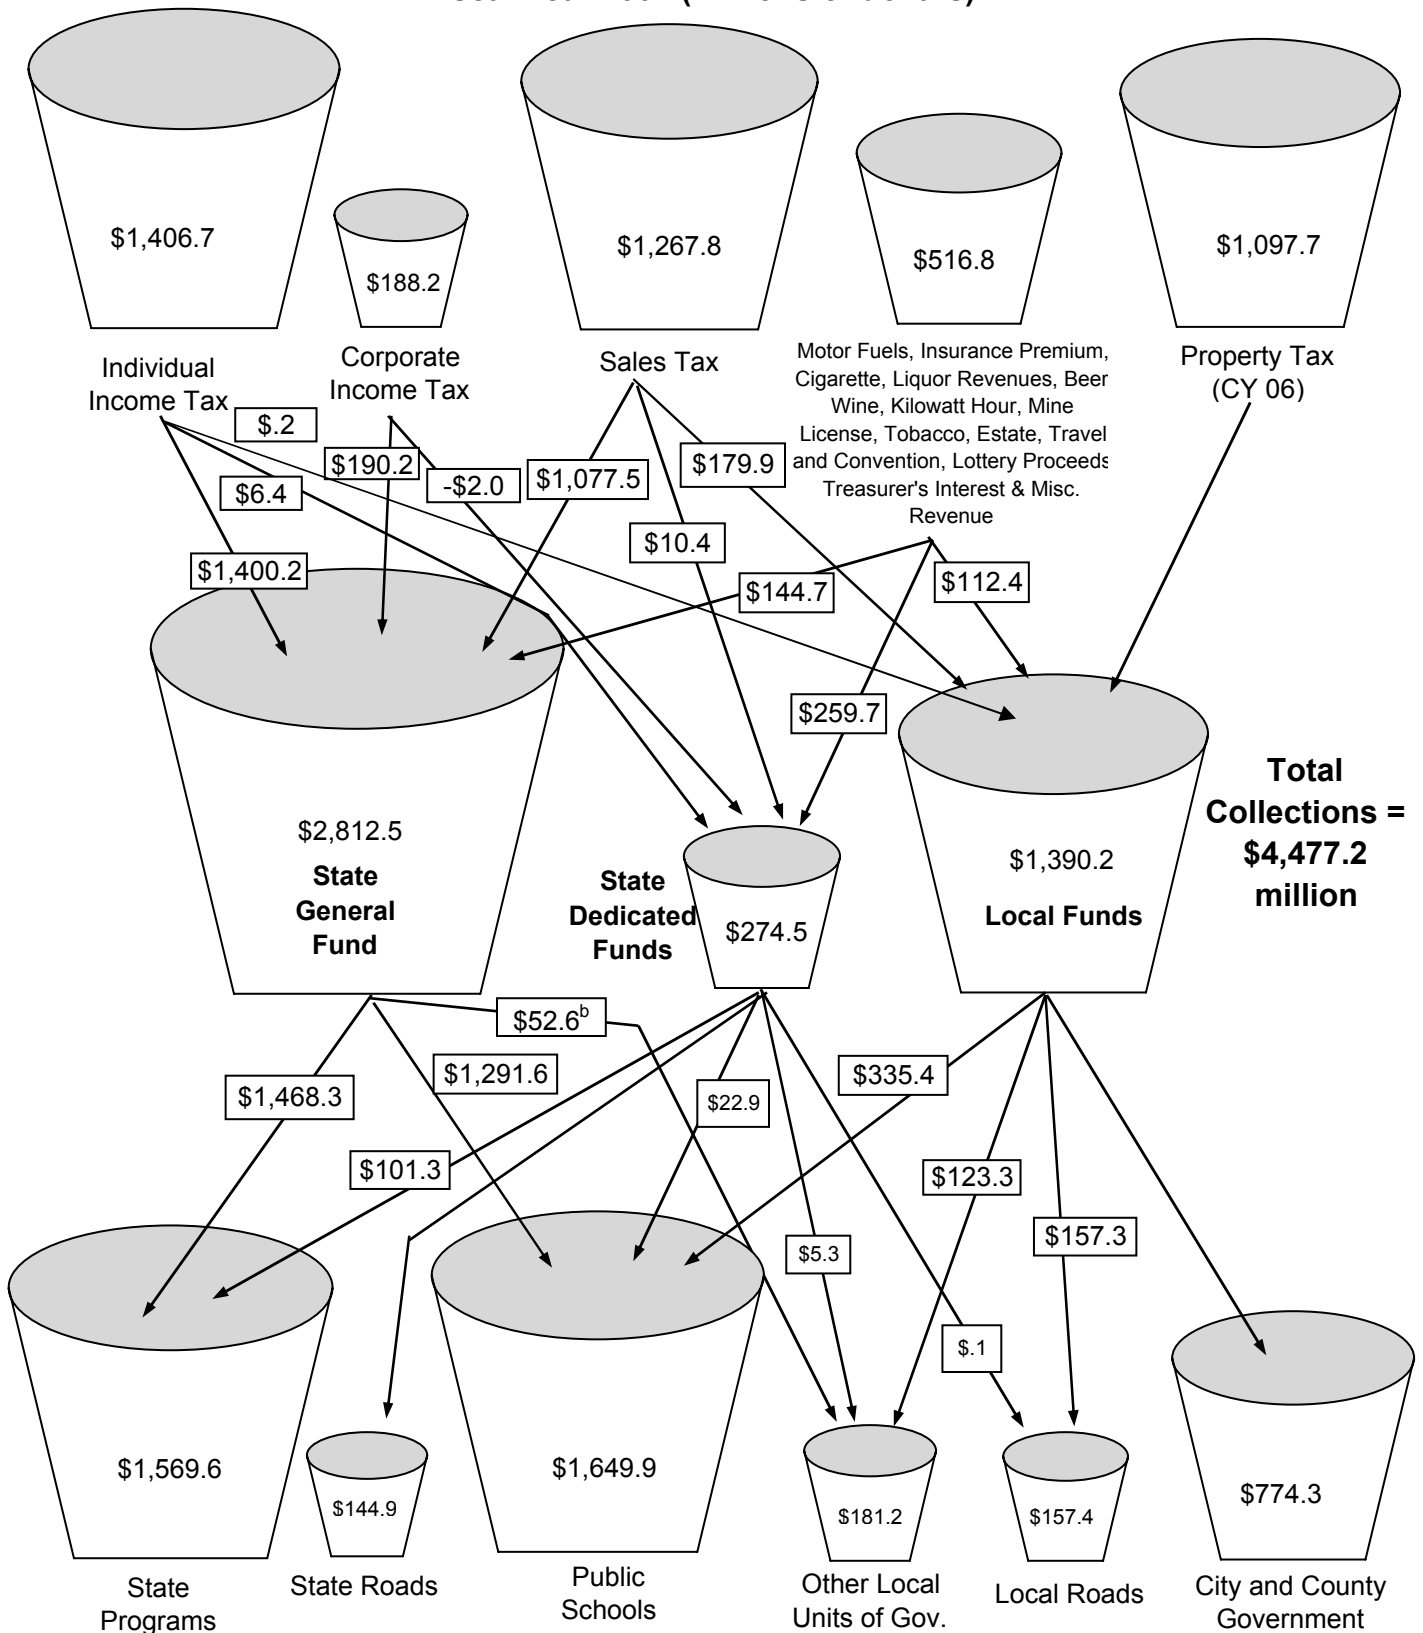 $1,406.7
$188.2
$1,267.8
$516.8
$1,097.7
Individual
Income Tax
Corporate
Income Tax
Sales Tax
Motor Fuels, Insurance Premium,
Cigarette, Liquor Revenues, Beer
Wine, Kilowatt Hour, Mine
License, Tobacco, Estate, Travel
and Convention, Lottery Proceeds
Treasurer's Interest & Misc.
Revenue
Property Tax
(CY 06)
$.2
$190.2
$6.4
-$2.0
$1,077.5
$179.9
$10.4
$1,400.2
$144.7
$112.4
$259.7
$2,812.5
State
General
Fund
State
Dedicated
Funds
$274.5
$1,390.2
Local Funds
Total
Collections =
$4,477.2
million
$52.6ᵇ
$1,468.3
$1,291.6
$22.9
$335.4
$101.3
$123.3
$157.3
$5.3
$.1
$1,569.6
$144.9
$1,649.9
$181.2
$157.4
$774.3
State
Programs
State Roads
Public
Schools
Other Local
Units of Gov.
Local Roads
City and County
Government